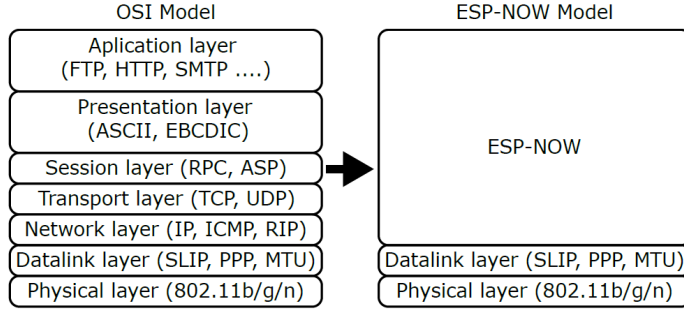 OSI Model
Aplication layer
(FTP, HTTP, SMTP ....)
Presentation layer
(ASCII, EBCDIC)
Session layer (RPC, ASP)
Transport layer (TCP, UDP)
Network layer (IP, ICMP, RIP)
Datalink layer (SLIP, PPP, MTU)
Physical layer (802.11b/g/n)
ESP-NOW Model
ESP-NOW
Datalink layer (SLIP, PPP, MTU)
Physical layer (802.11b/g/n)